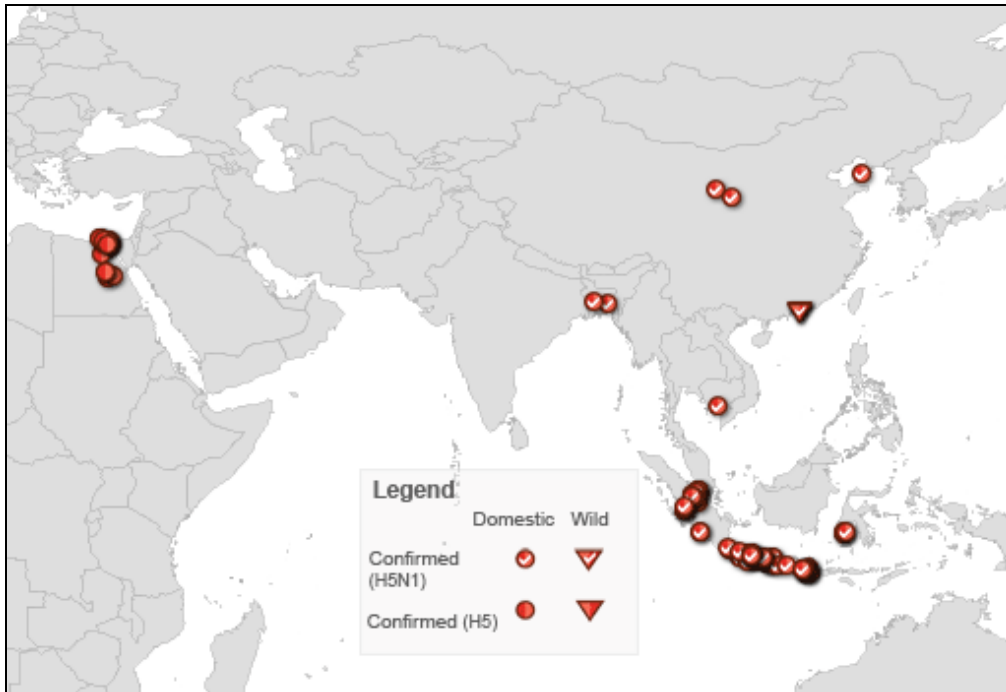 Legend
Domestic Wild
Confirmed
(H5N1)
Confirmed (H5)